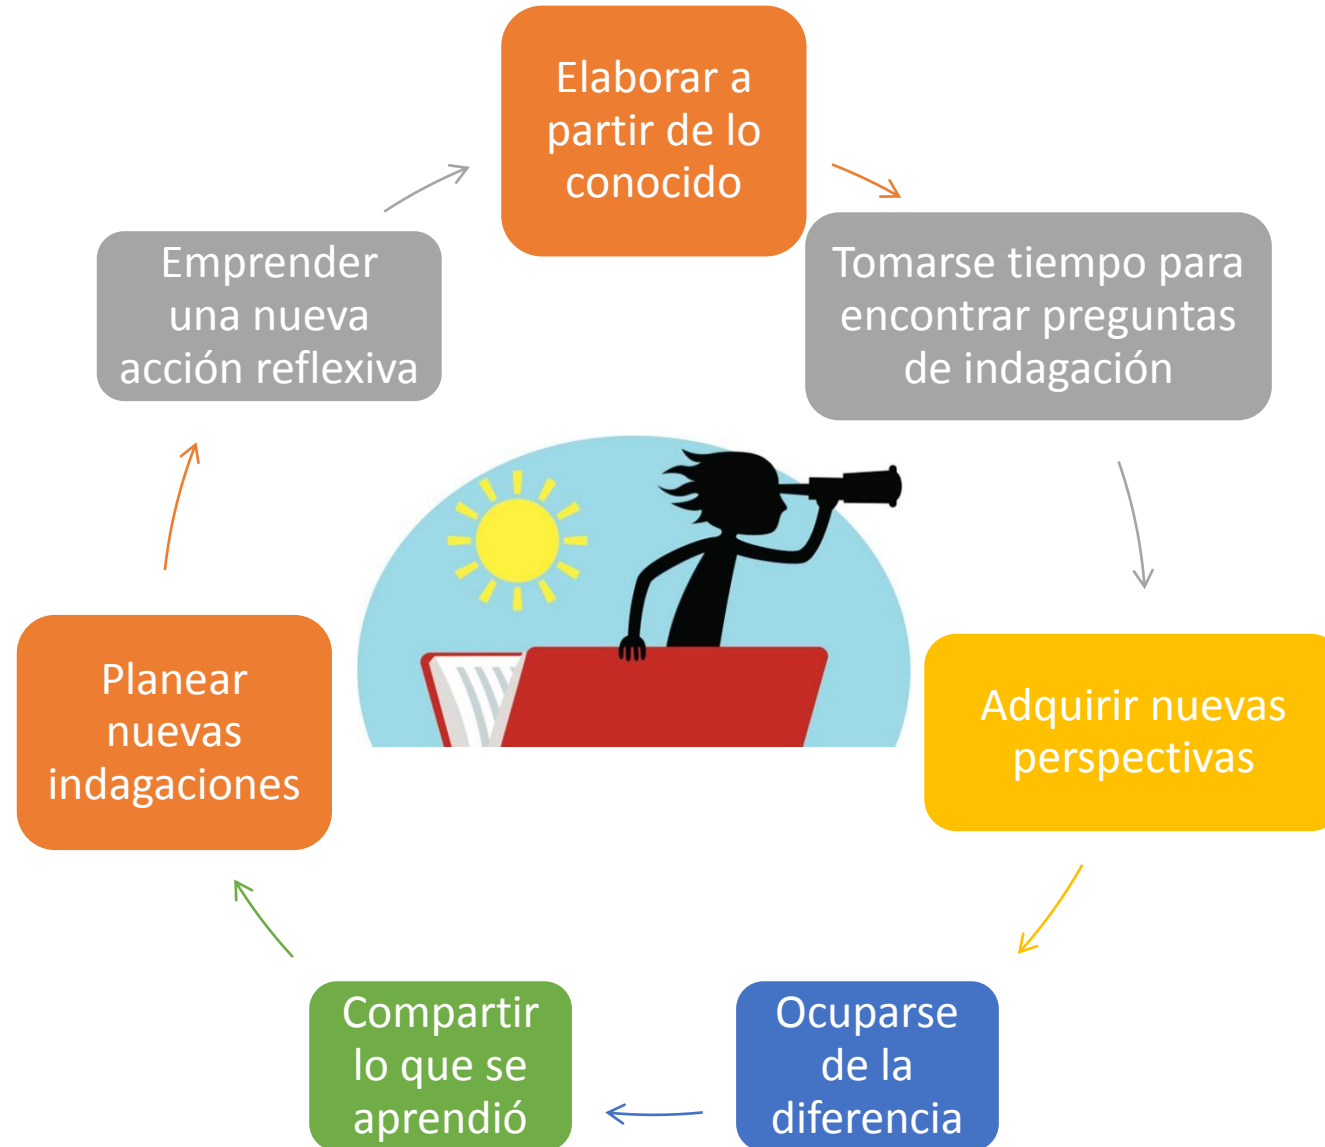 Elaborar a
partir de lo
conocido
Tomarse tiempo para
encontrar preguntas
de indagación
Adquirir nuevas
perspectivas
Ocuparse
de la
diferencia
Compartir
lo que se
aprendió
Planear
nuevas
indagaciones
Emprender
una nueva
acción reflexiva